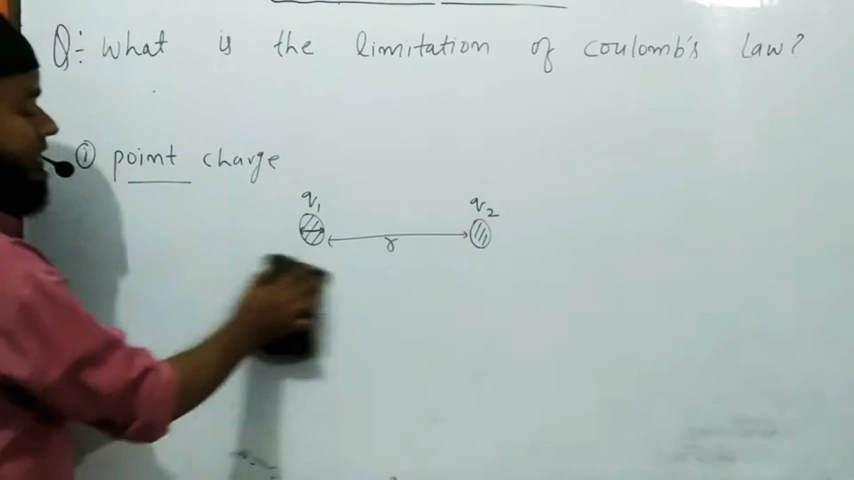 Q:- What is the limitation of coulomb's law?
① point charge
q₁ q₂
r